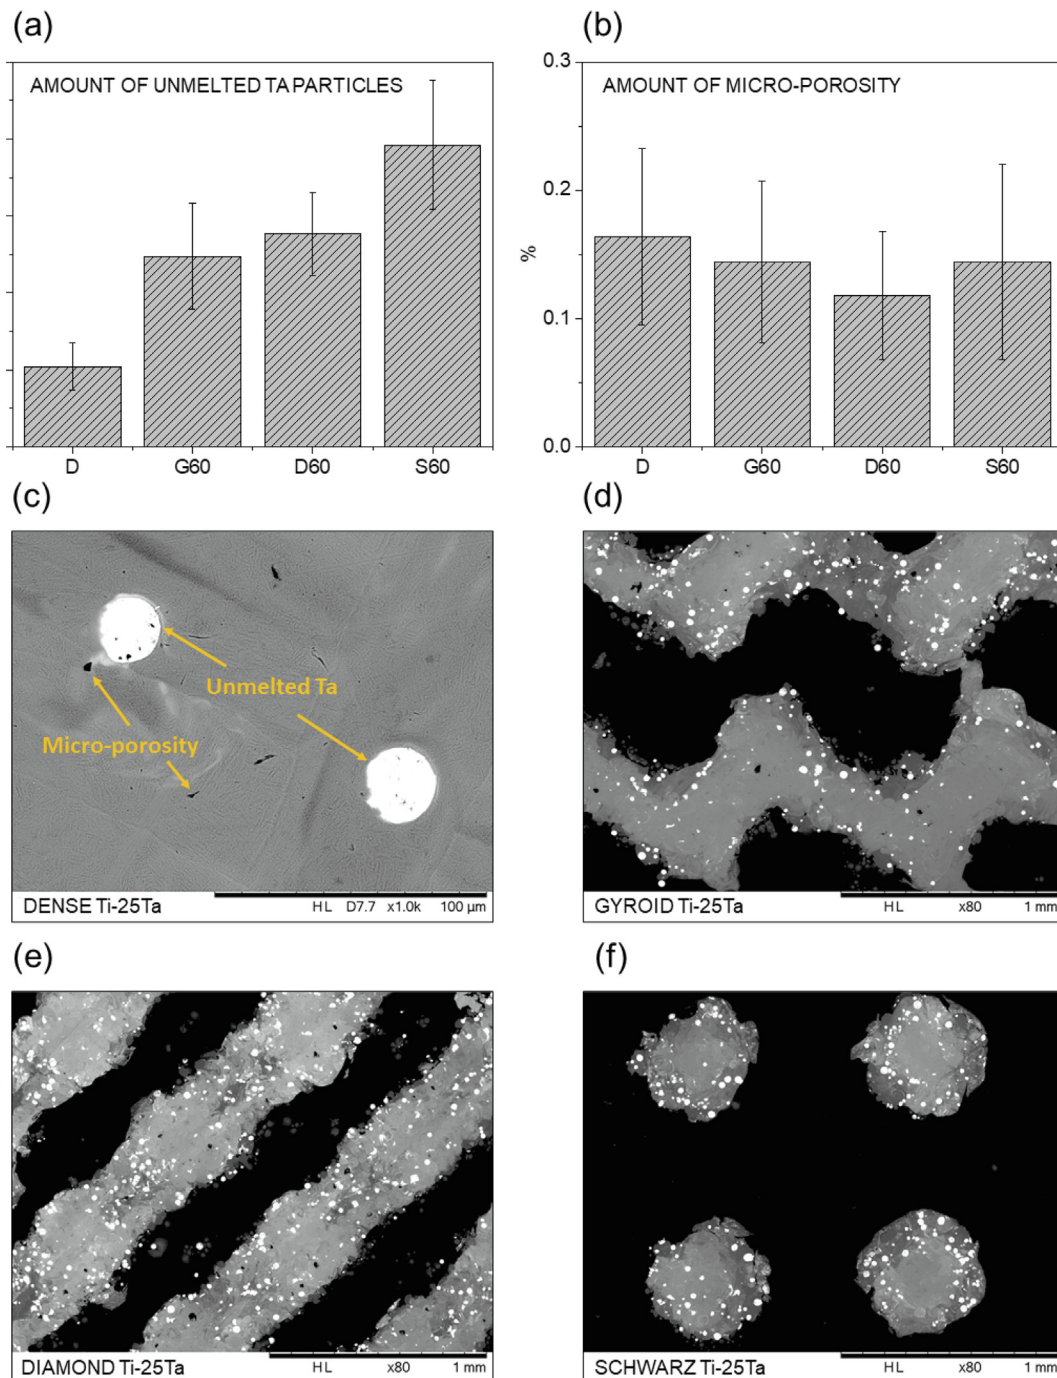 (a)
(b)
AMOUNT OF UNMELTED TA PARTICLES
AMOUNT OF MICRO-POROSITY
0.3
0.2
0.1
0.0
%
D G60 D60 S60
D G60 D60 S60
(c)
(d)
Unmelted Ta
Micro-porosity
DENSE Ti-25Ta HL D7.7 x1.0k 100 µm
GYROID Ti-25Ta HL x80 1 mm
(e)
(f)
DIAMOND Ti-25Ta HL x80 1 mm
SCHWARZ Ti-25Ta HL x80 1 mm